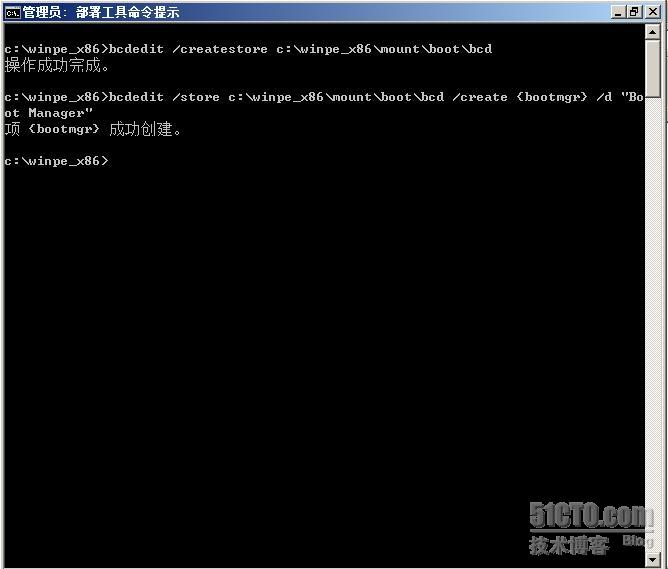 管理员: 部署工具命令提示
c:\winpe_x86>bcdedit /createstore c:\winpe_x86\mount\boot\bcd
操作成功完成。
c:\winpe_x86>bcdedit /store c:\winpe_x86\mount\boot\bcd /create {bootmgr} /d "Bo
ot Manager"
项 {bootmgr} 成功创建。
c:\winpe_x86>
51CTO.com
技术博客 Blog